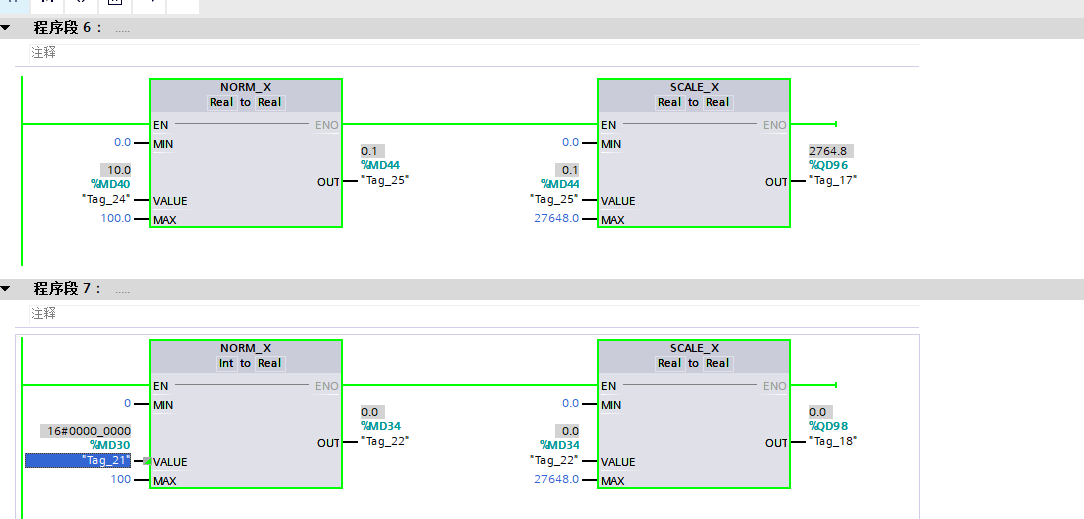 程序段 6： .....
注释
NORM_X
Real to Real
EN ENO
0.0 MIN
10.0
%MD40
"Tag_24" VALUE
100.0 MAX
0.1
%MD44
OUT "Tag_25"
SCALE_X
Real to Real
EN ENO
0.0 MIN
0.1
%MD44
"Tag_25" VALUE
27648.0 MAX
2764.8
%QD96
OUT "Tag_17"
程序段 7： .....
注释
NORM_X
Int to Real
EN ENO
0 MIN
16#0000_0000
%MD30
"Tag_21" VALUE
100 MAX
0.0
%MD34
OUT "Tag_22"
SCALE_X
Real to Real
EN ENO
0.0 MIN
0.0
%MD34
"Tag_22" VALUE
27648.0 MAX
0.0
%QD98
OUT "Tag_18"